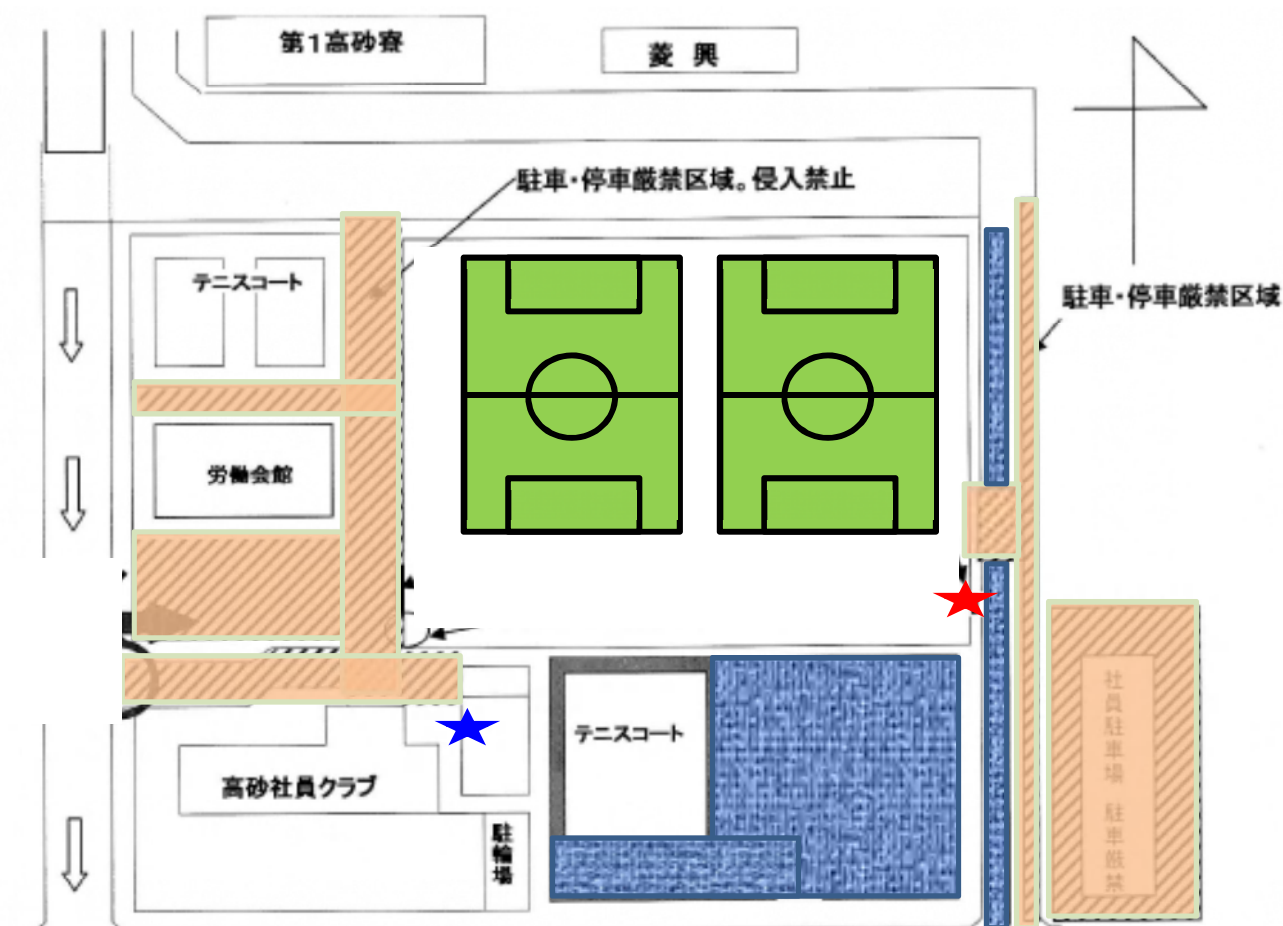 第1高砂寮
菱興
駐車・停車厳禁区域。侵入禁止
テニスコート
駐車・停車厳禁区域
労働会館
社員駐車場 駐車厳禁
テニスコート
高砂社員クラブ
駐輪場